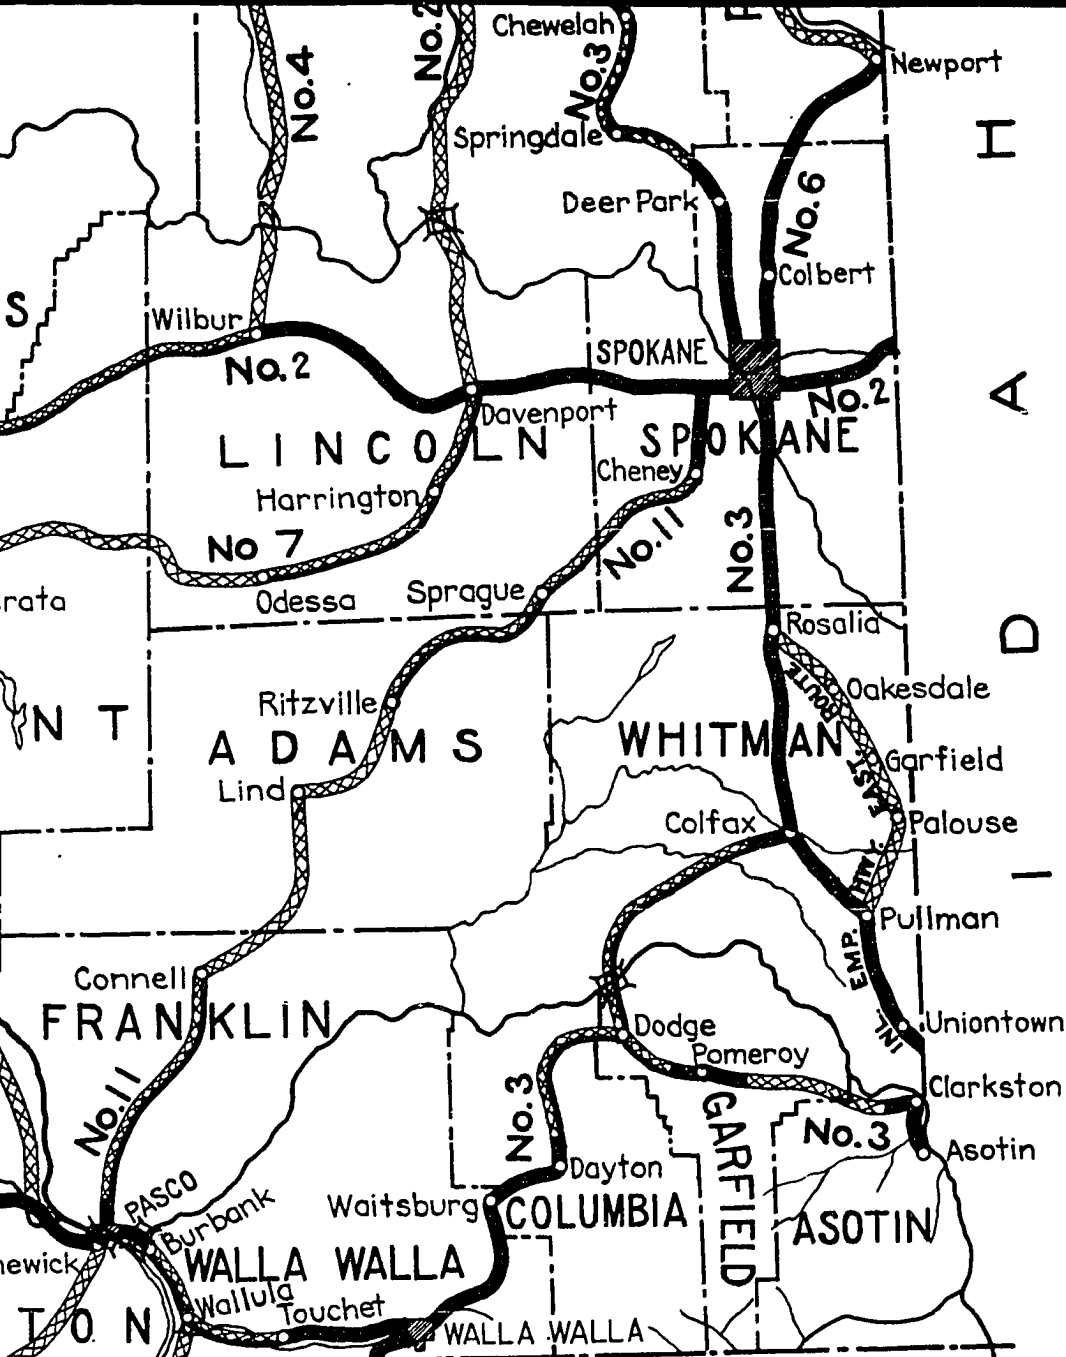 No.4
No.2
Chewelah
No.3
Newport
H
Springdale
Deer Park
No.6
Colbert
S
Wilbur
No.2
SPOKANE
No.2
A
Davenport
LINCOLN
SPOKANE
Cheney
Harrington
No 7
No.11
No.3
rata
Odessa
Sprague
Rosalia
D
ROUTE
Oakesdale
Ritzville
NT
ADAMS
WHITMAN
EAST.
Garfield
Lind
Colfax
Palouse
HWY.
I
Pullman
EMP.
Connell
FRANKLIN
Dodge
INL.
Uniontown
Pomeroy
Clarkston
No.11
No.3
GARFIELD
No.3
Asotin
Dayton
PASCO
Burbank
Waitsburg
COLUMBIA
ASOTIN
newick
WALLA WALLA
Wallula
TON
Touchet
WALLA WALLA